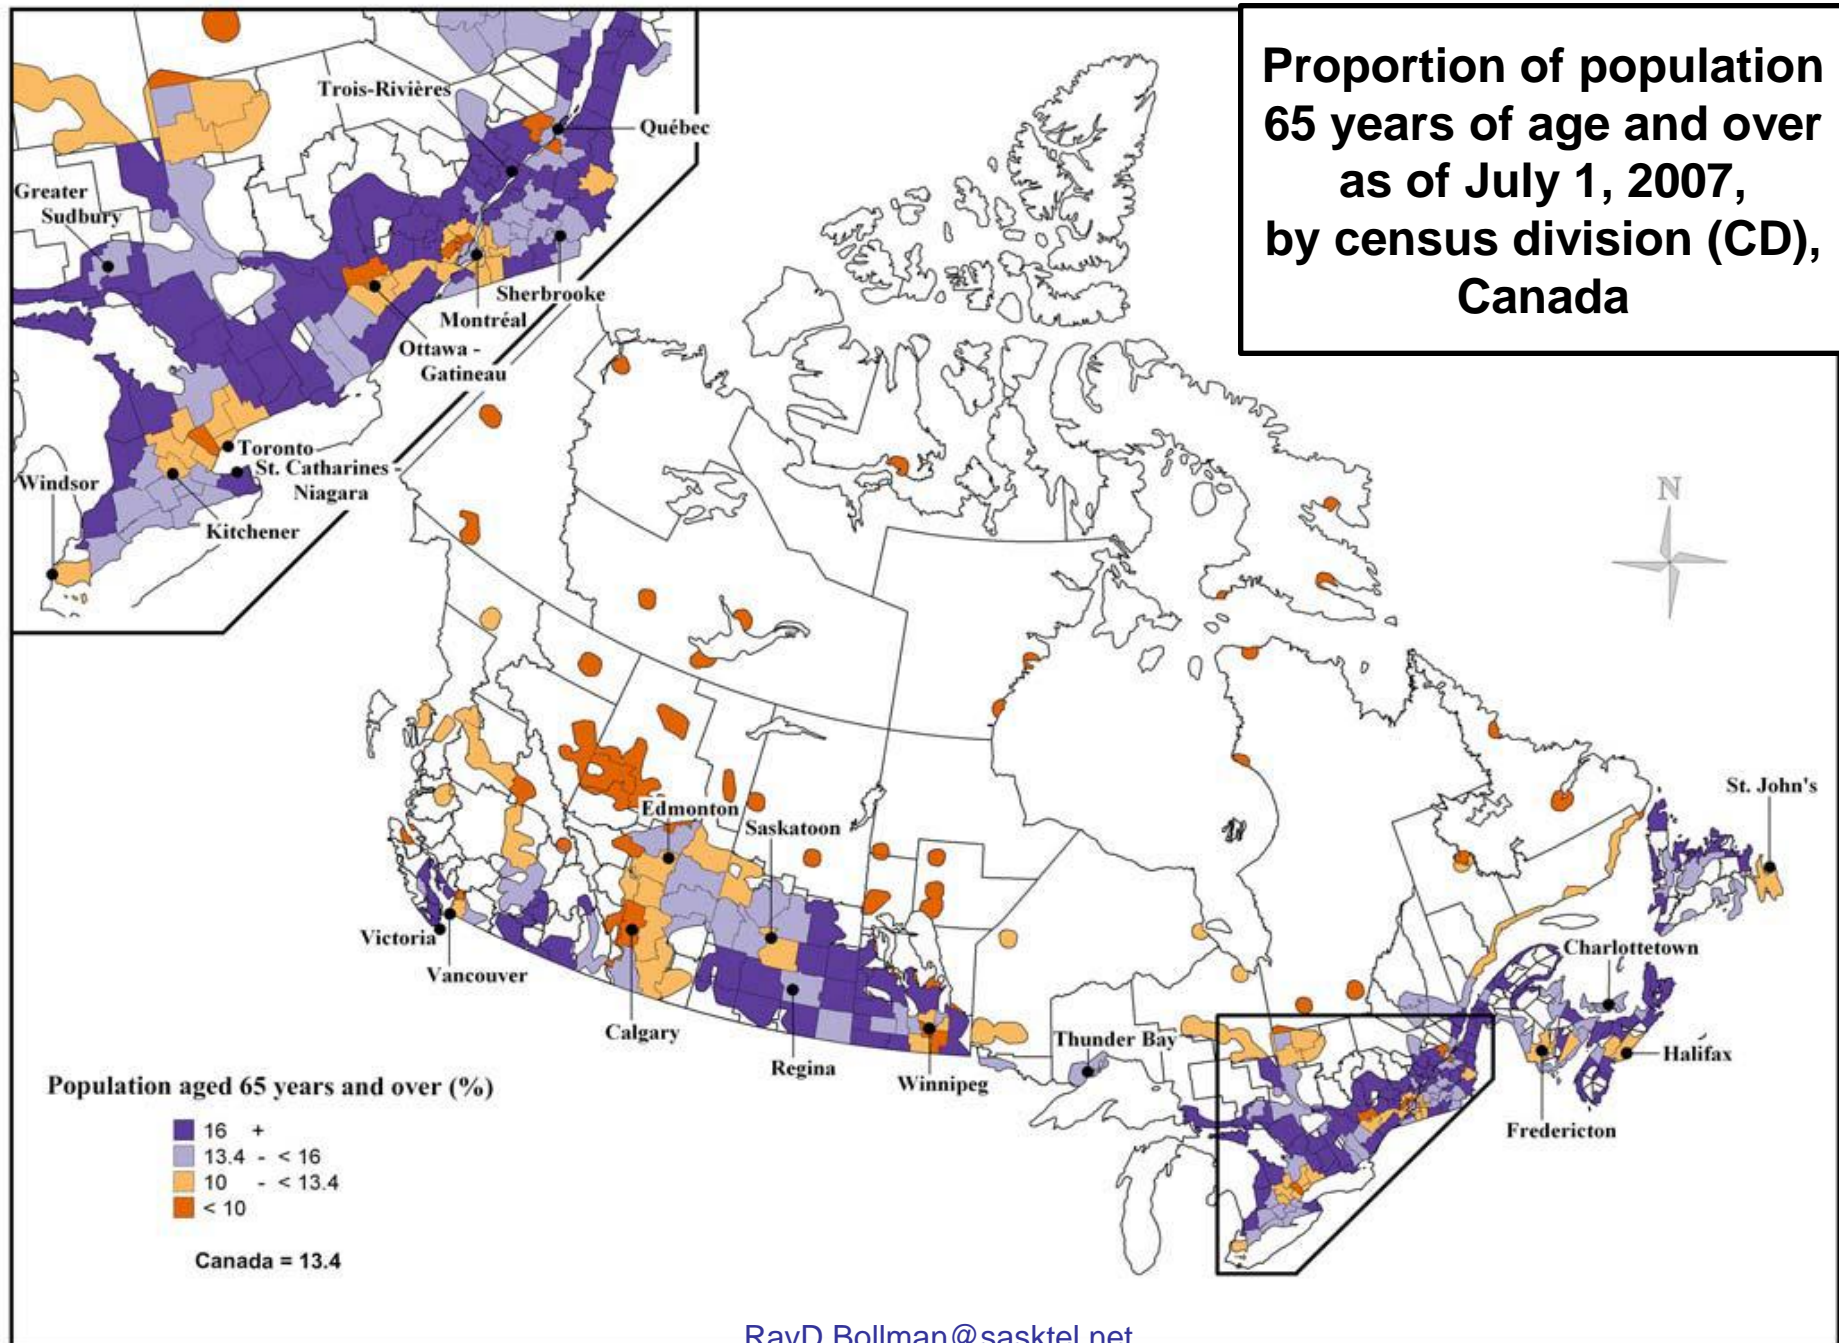 Proportion of population
65 years of age and over
as of July 1, 2007,
by census division (CD),
Canada
Trois-Rivières
Québec
Greater
Sudbury
Sherbrooke
Montréal
Ottawa -
Gatineau
Toronto
St. Catharines -
Niagara
Windsor
Kitchener
N
Edmonton
Saskatoon
St. John's
Victoria
Vancouver
Charlottetown
Calgary
Regina
Winnipeg
Thunder Bay
Halifax
Fredericton
Population aged 65 years and over (%)
16 +
13.4 - < 16
10 - < 13.4
< 10
Canada = 13.4
RayD.Bollman@sasktel.net